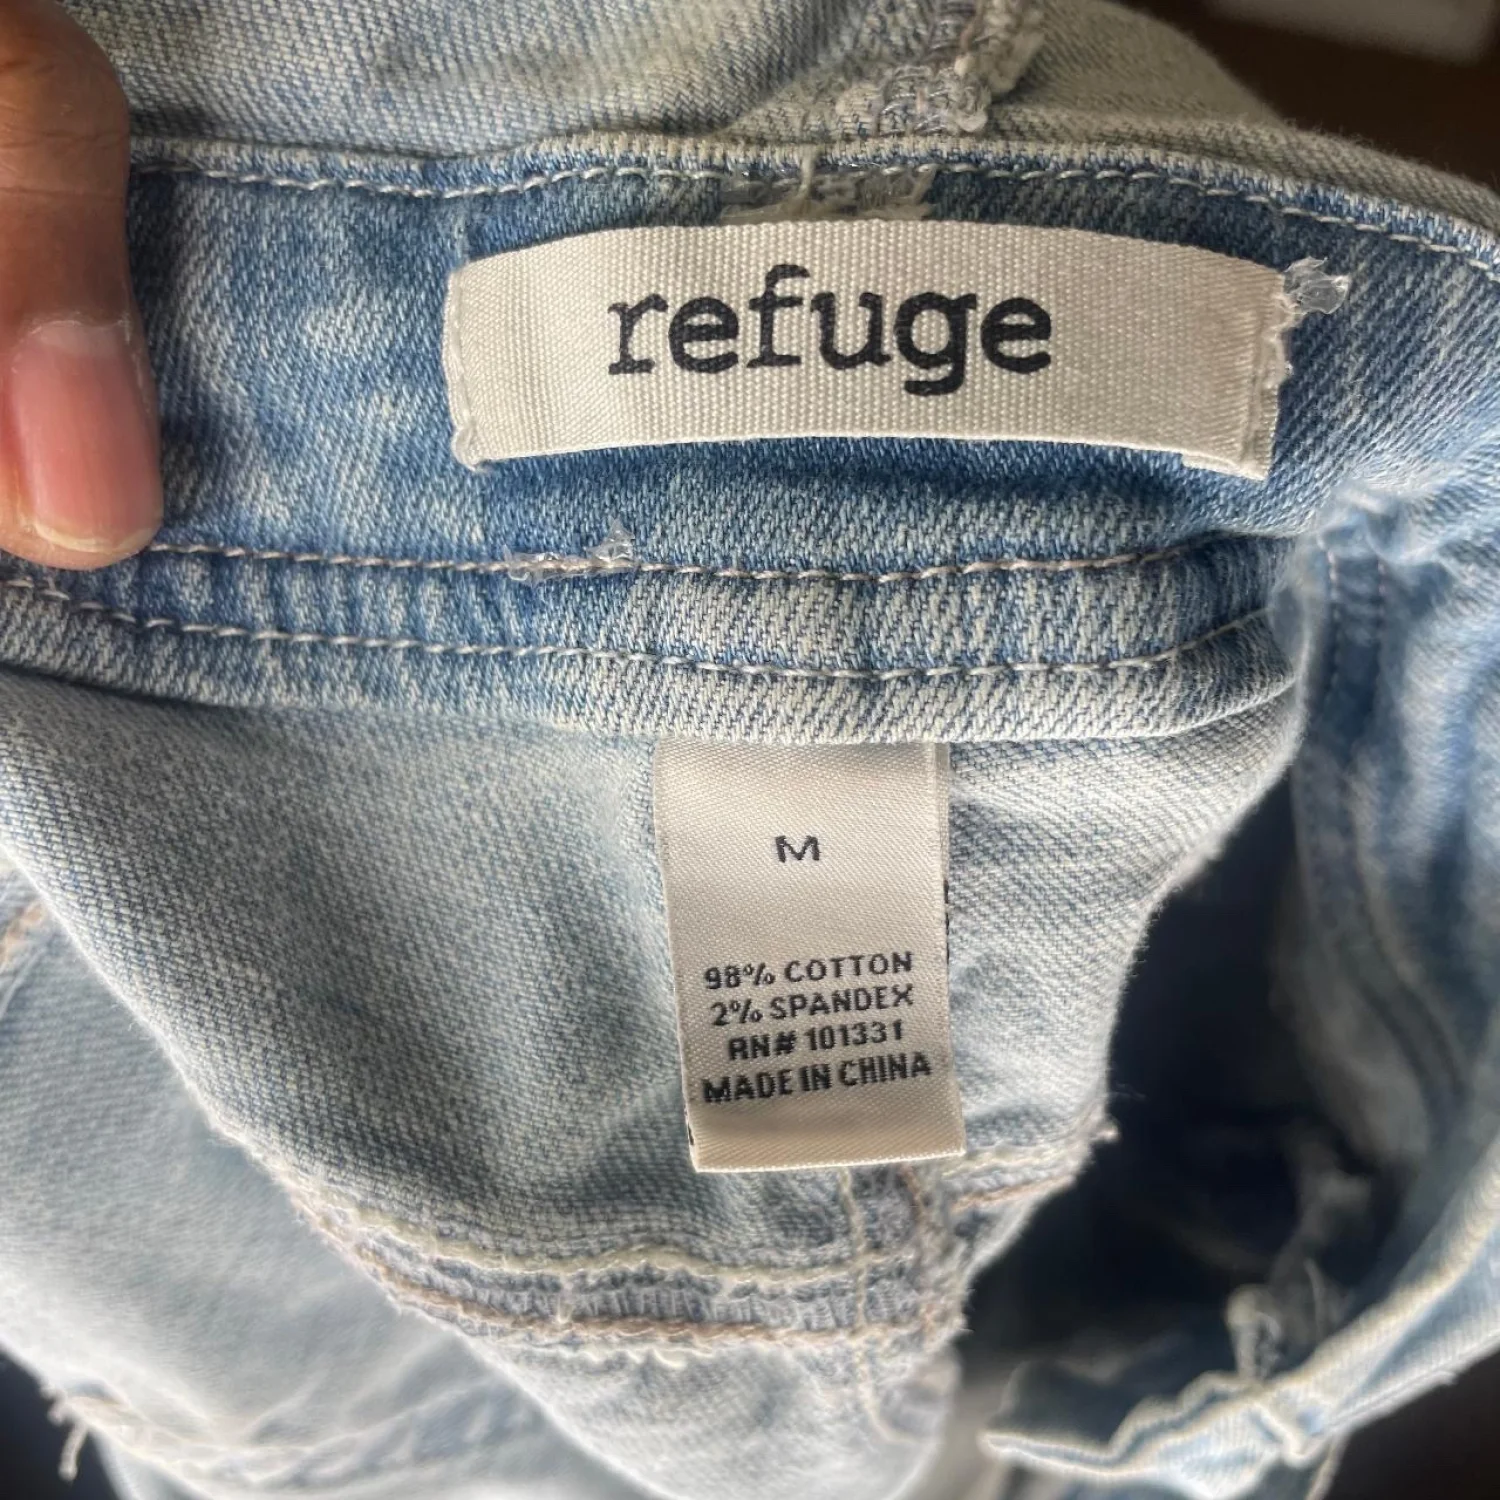 refuge
M
98% COTTON
2% SPANDEX
RN# 101331
MADE IN CHINA